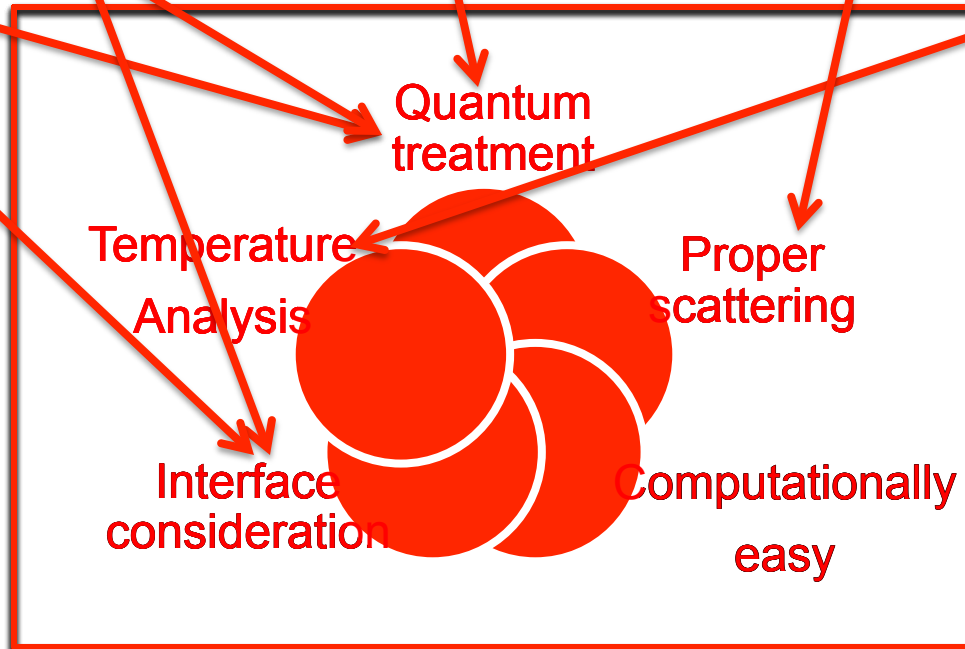 Quantum
treatment
Temperature
Analysis
Proper
scattering
Interface
consideration
Computationally
easy